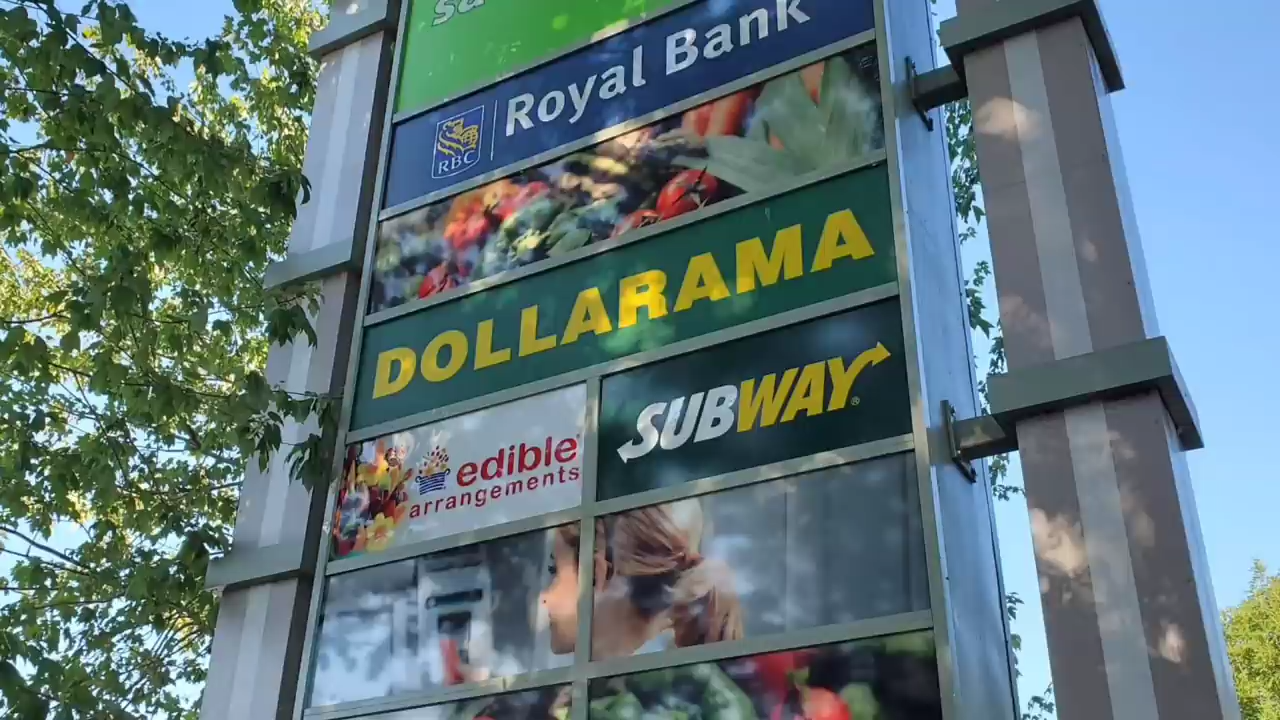 Royal Bank
RBC
DOLLARAMA
SUBWAY®
edible®
arrangements